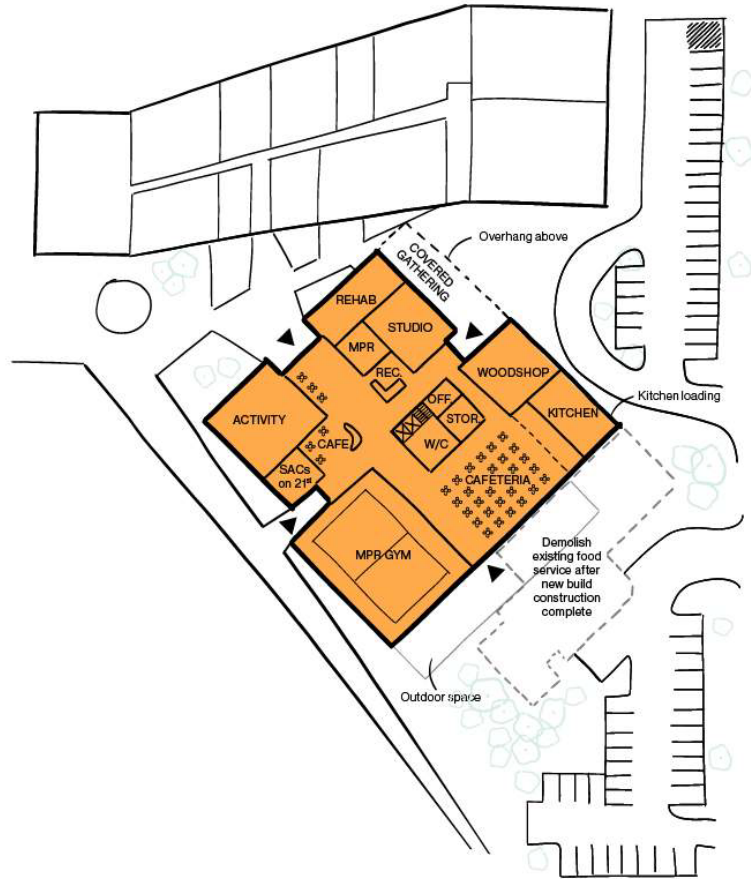 Overhang above
COVERED
GATHERING
REHAB
STUDIO
MPR
REC.
WOODSHOP
Kitchen loading
KITCHEN
OFF.
STOR.
W/C
ACTIVITY
CAFE
SACs
on 21st
CAFETERIA
MPR GYM
Demolish
existing food
service after
new build
construction
complete
Outdoor space